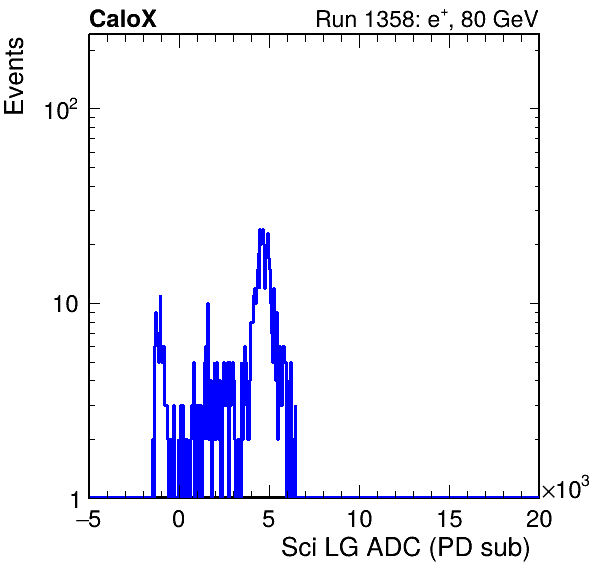 CaloX Run 1358: e⁺, 80 GeV
Events
10²
10
1
−5 0 5 10 15 20
×10³
Sci LG ADC (PD sub)